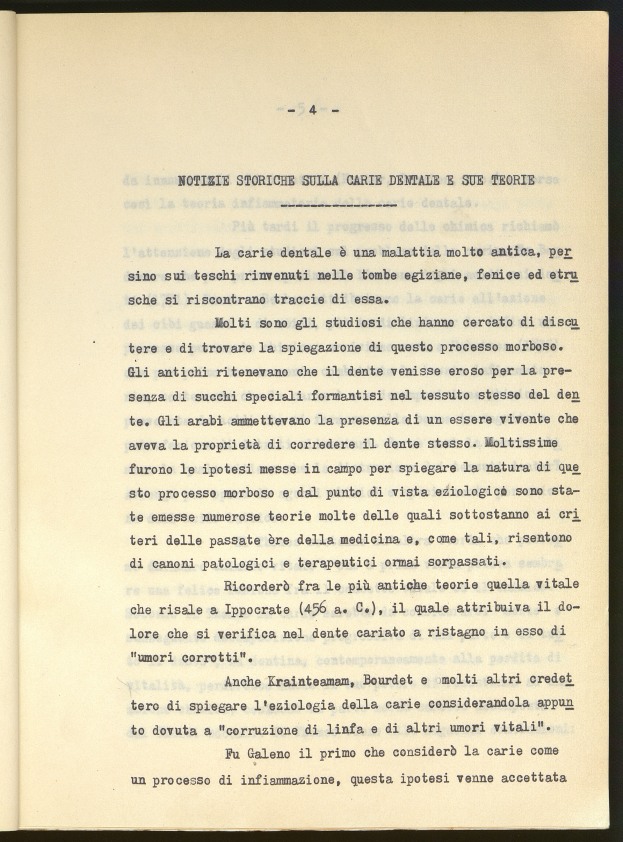 - 4 -
NOTIZIE STORICHE SULLA CARIE DENTALE E SUE TEORIE
La carie dentale è una malattia molto antica, per
sino sui teschi rinvenuti nelle tombe egiziane, fenice ed etru
sche si riscontrano traccie di essa.
Molti sono gli studiosi che hanno cercato di discu
tere e di trovare la spiegazione di questo processo morboso.
Gli antichi ritenevano che il dente venisse eroso per la pre-
senza di succhi speciali formantisi nel tessuto stesso del den
te. Gli arabi ammettevano la presenza di un essere vivente che
aveva la proprietà di corredere il dente stesso. Moltissime
furono le ipotesi messe in campo per spiegare la natura di que
sto processo morboso e dal punto di vista eziologico sono sta-
te emesse numerose teorie molte delle quali sottostanno ai cri
teri delle passate ère della medicina e, come tali, risentono
di canoni patologici e terapeutici ormai sorpassati.
Ricorderò fra le più antiche teorie quella vitale
che risale a Ippocrate (456 a. C.), il quale attribuiva il do-
lore che si verifica nel dente cariato a ristagno in esso di
"umori corrotti".
Anche Krainteamam, Bourdet e molti altri credet
tero di spiegare l'eziologia della carie considerandola appun
to dovuta a "corruzione di linfa e di altri umori vitali".
Fu Galeno il primo che considerò la carie come
un processo di infiammazione, questa ipotesi venne accettata